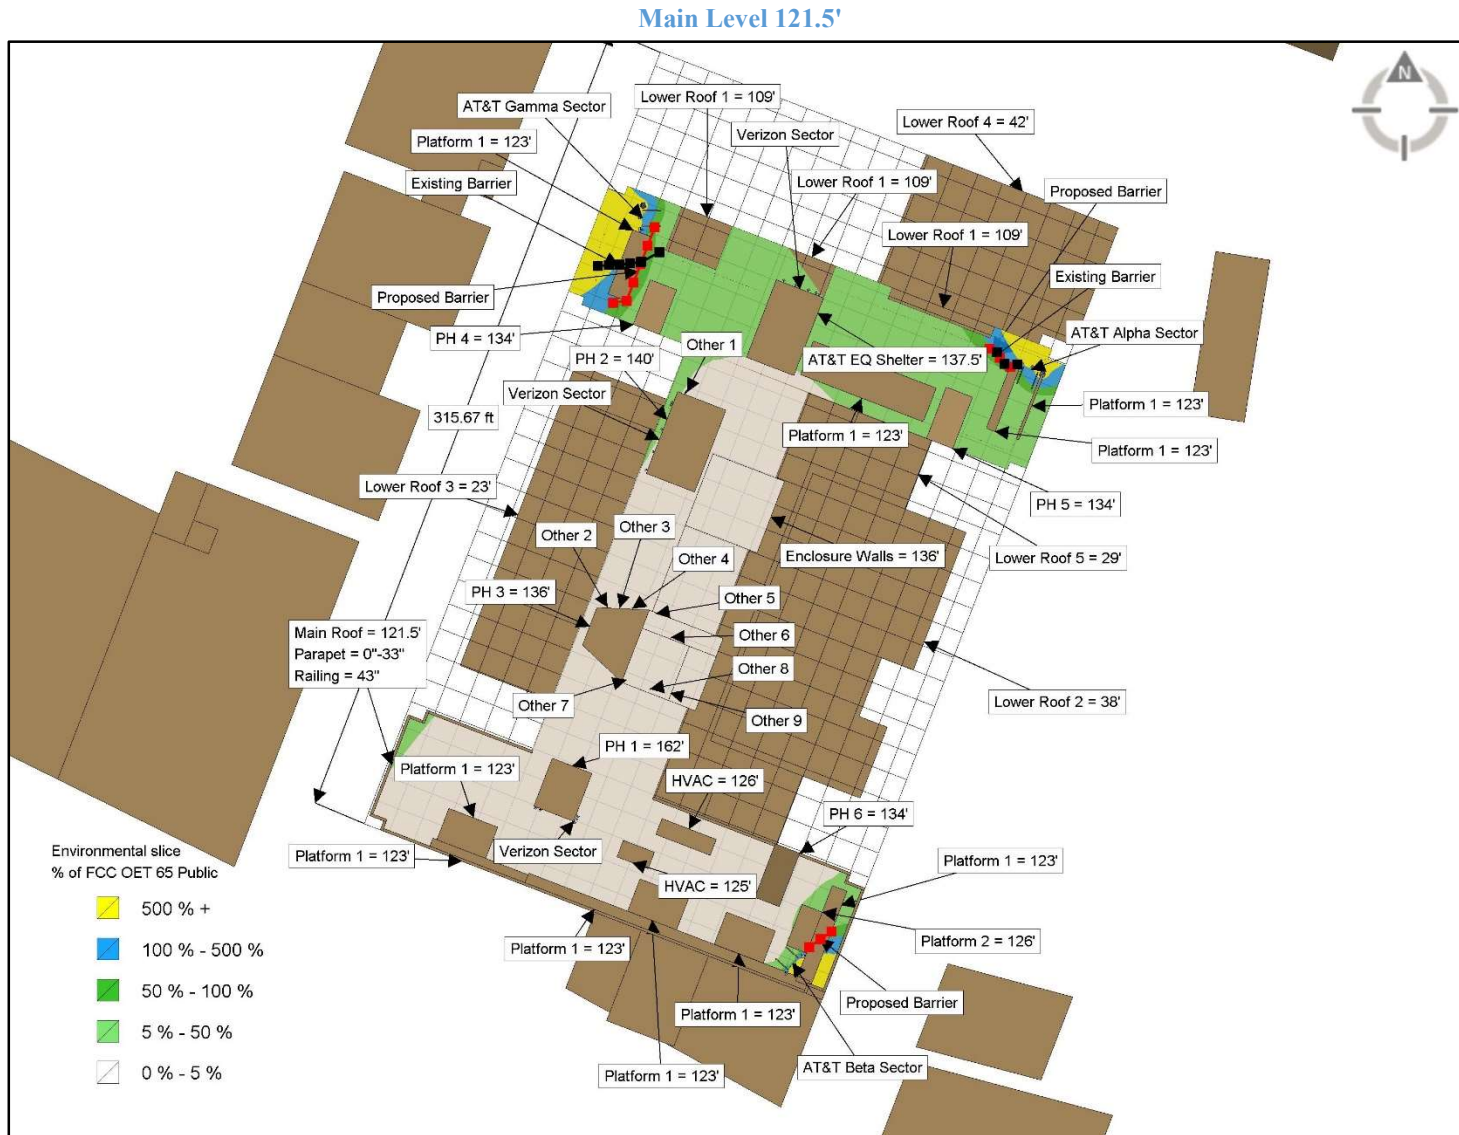 Main Level 121.5'
N
AT&T Gamma Sector
Lower Roof 1 = 109'
Verizon Sector
Lower Roof 4 = 42'
Platform 1 = 123'
Existing Barrier
Lower Roof 1 = 109'
Proposed Barrier
Lower Roof 1 = 109'
Existing Barrier
Proposed Barrier
AT&T Alpha Sector
PH 4 = 134'
Other 1
PH 2 = 140'
AT&T EQ Shelter = 137.5'
Verizon Sector
Platform 1 = 123'
315.67 ft
Platform 1 = 123'
Platform 1 = 123'
Lower Roof 3 = 23'
PH 5 = 134'
Other 2
Other 3
Other 4
Enclosure Walls = 136'
Lower Roof 5 = 29'
PH 3 = 136'
Other 5
Main Roof = 121.5'
Parapet = 0"-33"
Railing = 43"
Other 6
Other 8
Other 7
Other 9
Lower Roof 2 = 38'
PH 1 = 162'
Platform 1 = 123'
HVAC = 126'
PH 6 = 134'
Platform 1 = 123'
Verizon Sector
Platform 1 = 123'
HVAC = 125'
Platform 2 = 126'
Platform 1 = 123'
Proposed Barrier
Platform 1 = 123'
AT&T Beta Sector
Platform 1 = 123'
Environmental slice
% of FCC OET 65 Public
500 % +
100 % - 500 %
50 % - 100 %
5 % - 50 %
0 % - 5 %